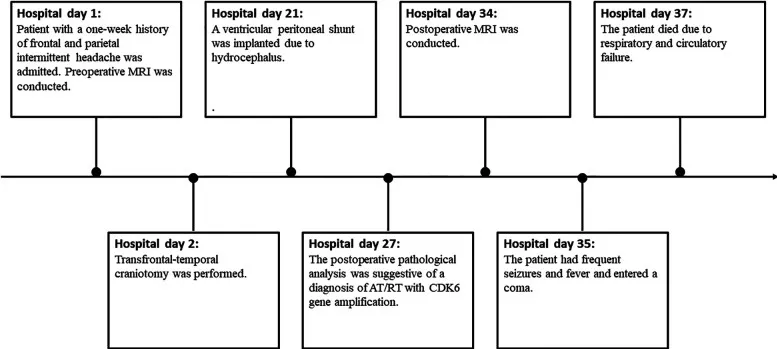 Hospital day 1:
Patient with a one-week history
of frontal and parietal
intermittent headache was
admitted. Preoperative MRI was
conducted.
Hospital day 21:
A ventricular peritoneal shunt
was implanted due to
hydrocephalus.
.
Hospital day 34:
Postoperative MRI was
conducted.
Hospital day 37:
The patient died due to
respiratory and circulatory
failure.
Hospital day 2:
Transfrontal-temporal
craniotomy was performed.
Hospital day 27:
The postoperative pathological
analysis was suggestive of a
diagnosis of AT/RT with CDK6
gene amplification.
Hospital day 35:
The patient had frequent
seizures and fever and entered a
coma.